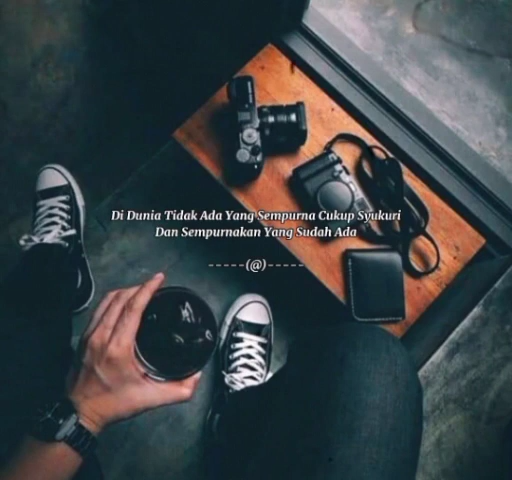 Di Dunia Tidak Ada Yang Sempurna Cukup Syukuri
Dan Sempurnakan Yang Sudah Ada
------(@)------